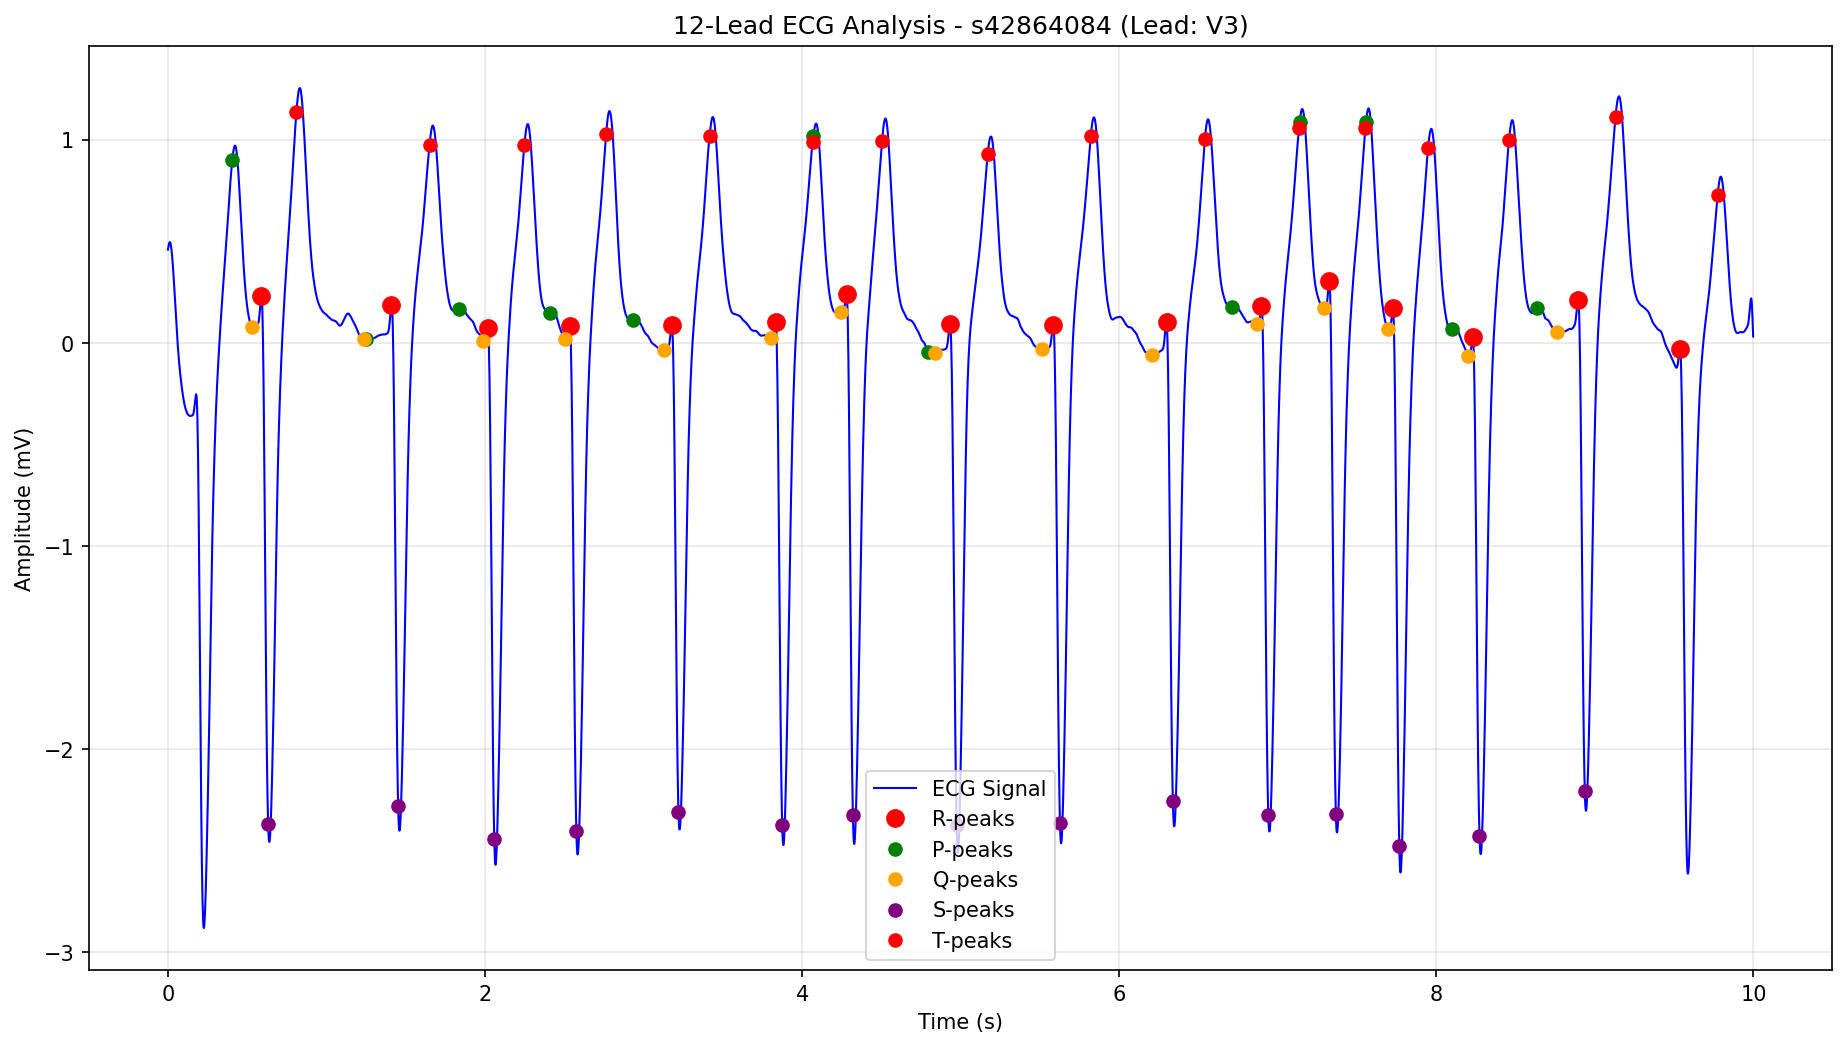 12-Lead ECG Analysis - s42864084 (Lead: V3)
Amplitude (mV)
1
0
−1
−2
−3
ECG Signal
R-peaks
P-peaks
Q-peaks
S-peaks
T-peaks
0 2 4 6 8 10
Time (s)